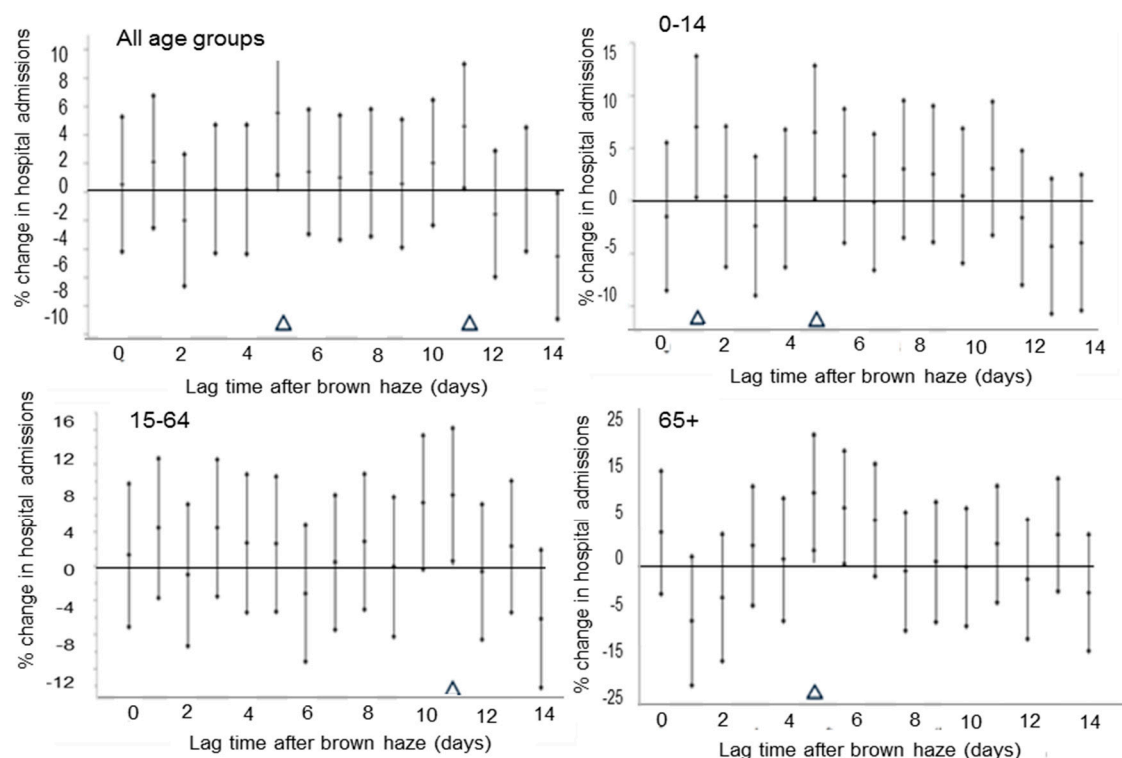 All age groups
% change in hospital admissions
10
8
6
4
2
0
-2
-4
-6
-8
-10
0 2 4 6 8 10 12 14
Lag time after brown haze (days)
0-14
% change in hospital admissions
15
10
5
0
-5
-10
0 2 4 6 8 10 12 14
Lag time after brown haze (days)
15-64
% change in hospital admissions
16
12
8
4
0
-4
-8
-12
0 2 4 6 8 10 12 14
Lag time after brown haze (days)
65+
% change in hospital admissions
25
15
5
0
-5
-15
-25
0 2 4 6 8 10 12 14
Lag time after brown haze (days)